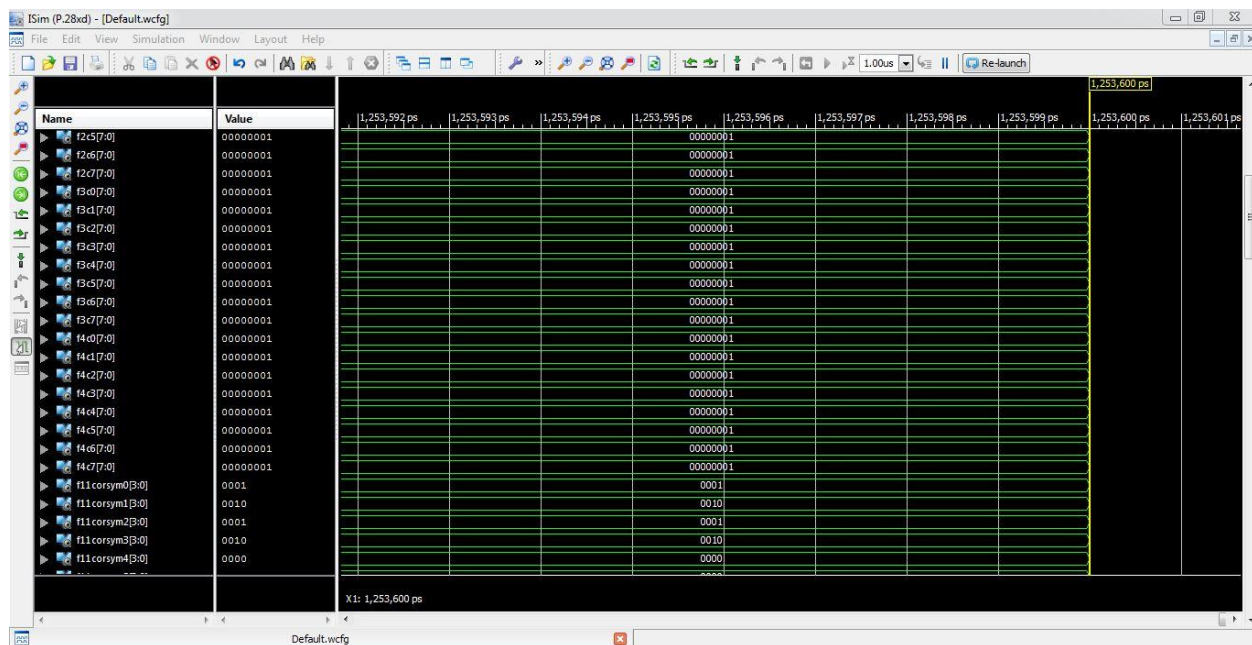 ISim (P.28xd) - [Default.wcfg]
File Edit View Simulation Window Layout Help
» 1.00us Re-launch
1,253,600 ps
Name Value 1,253,592 ps 1,253,593 ps 1,253,594 ps 1,253,595 ps 1,253,596 ps 1,253,597 ps 1,253,598 ps 1,253,599 ps 1,253,600 ps 1,253,601 ps
f2c5[7:0] 00000001 00000001
f2c6[7:0] 00000001 00000001
f2c7[7:0] 00000001 00000001
f3c0[7:0] 00000001 00000001
f3c1[7:0] 00000001 00000001
f3c2[7:0] 00000001 00000001
f3c3[7:0] 00000001 00000001
f3c4[7:0] 00000001 00000001
f3c5[7:0] 00000001 00000001
f3c6[7:0] 00000001 00000001
f3c7[7:0] 00000001 00000001
f4c0[7:0] 00000001 00000001
f4c1[7:0] 00000001 00000001
f4c2[7:0] 00000001 00000001
f4c3[7:0] 00000001 00000001
f4c4[7:0] 00000001 00000001
f4c5[7:0] 00000001 00000001
f4c6[7:0] 00000001 00000001
f4c7[7:0] 00000001 00000001
f11corsym0[3:0] 0001 0001
f11corsym1[3:0] 0010 0010
f11corsym2[3:0] 0001 0001
f11corsym3[3:0] 0010 0010
f11corsym4[3:0] 0000 0000
X1: 1,253,600 ps
Default.wcfg